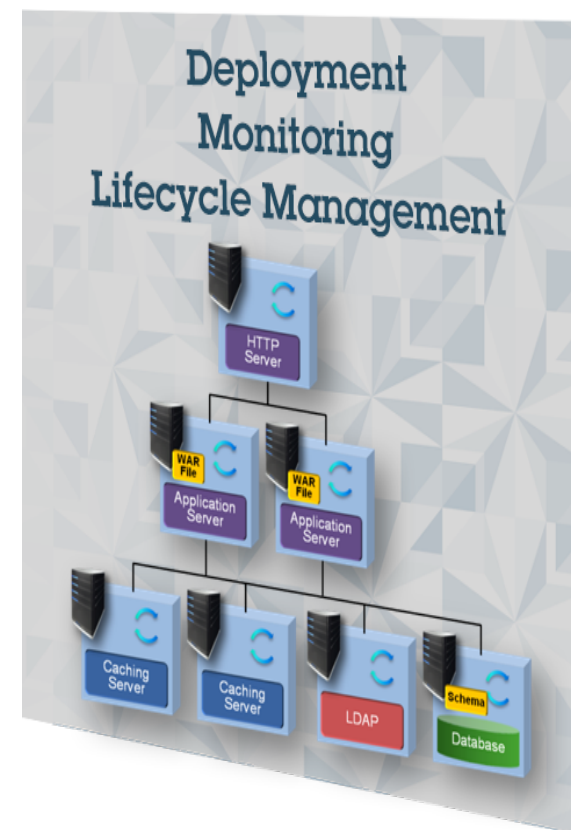 Deployment
Monitoring
Lifecycle Management
HTTP
Server
WAR
File
Application
Server
WAR
File
Application
Server
Caching
Server
Caching
Server
LDAP
Schema
Database